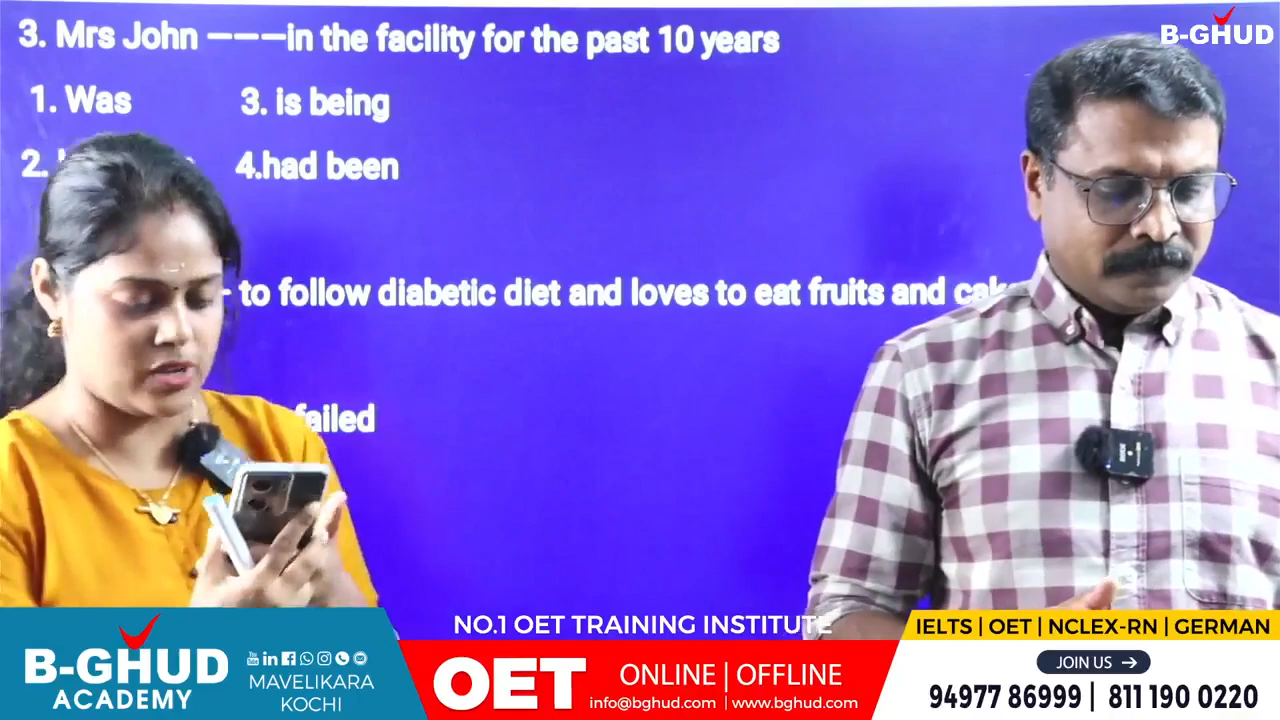 3. Mrs John ———in the facility for the past 10 years
B-GHUD
1. Was
3. is being
2.
4.had been
to follow diabetic diet and loves to eat fruits and
failed
NO.1 OET TRAINING INSTITUTE
IELTS | OET | NCLEX-RN | GERMAN
B-GHUD
ACADEMY
MAVELIKARA
KOCHI
OET
ONLINE | OFFLINE
info@bghud.com | www.bghud.com
JOIN US →
94977 86999 | 811 190 0220